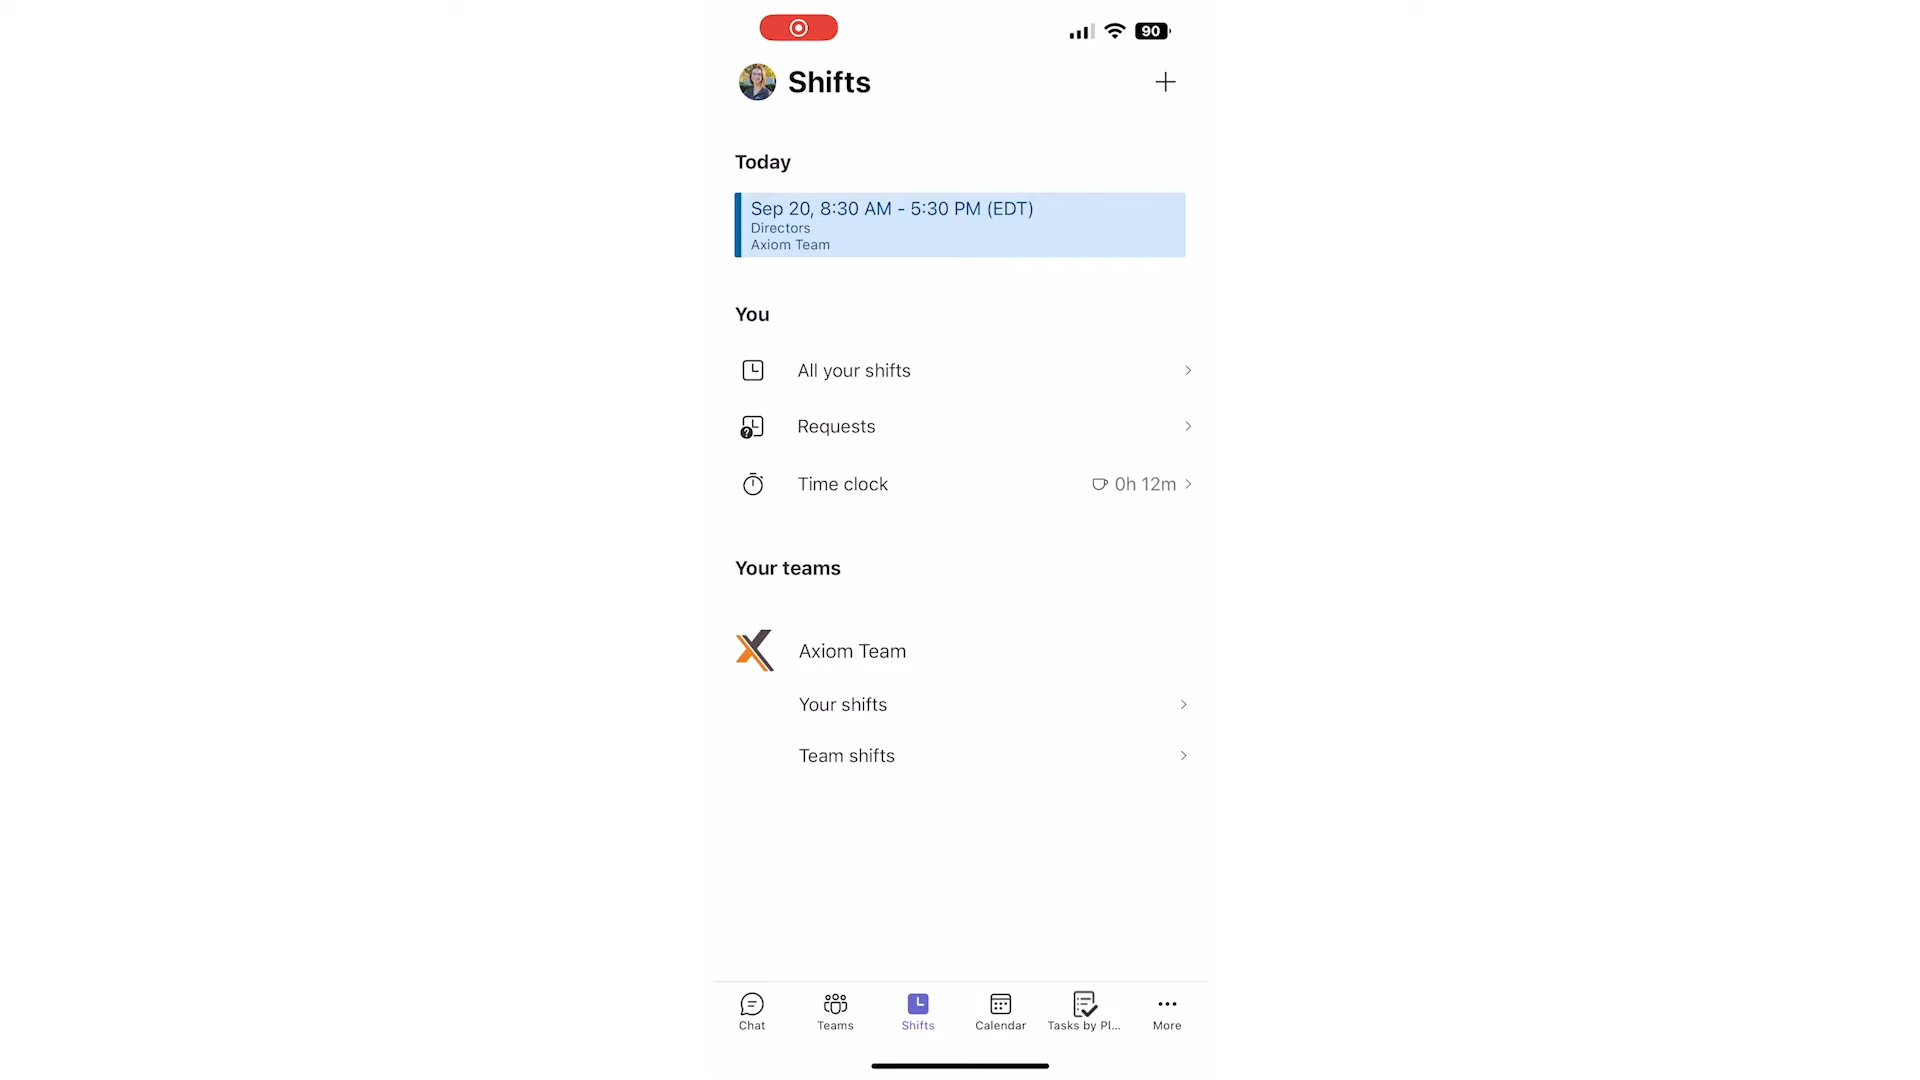 90
Shifts
Today
Sep 20, 8:30 AM - 5:30 PM (EDT)
Directors
Axiom Team
You
All your shifts
Requests
Time clock 0h 12m
Your teams
Axiom Team
Your shifts
Team shifts
Chat Teams Shifts Calendar Tasks by Pl... More